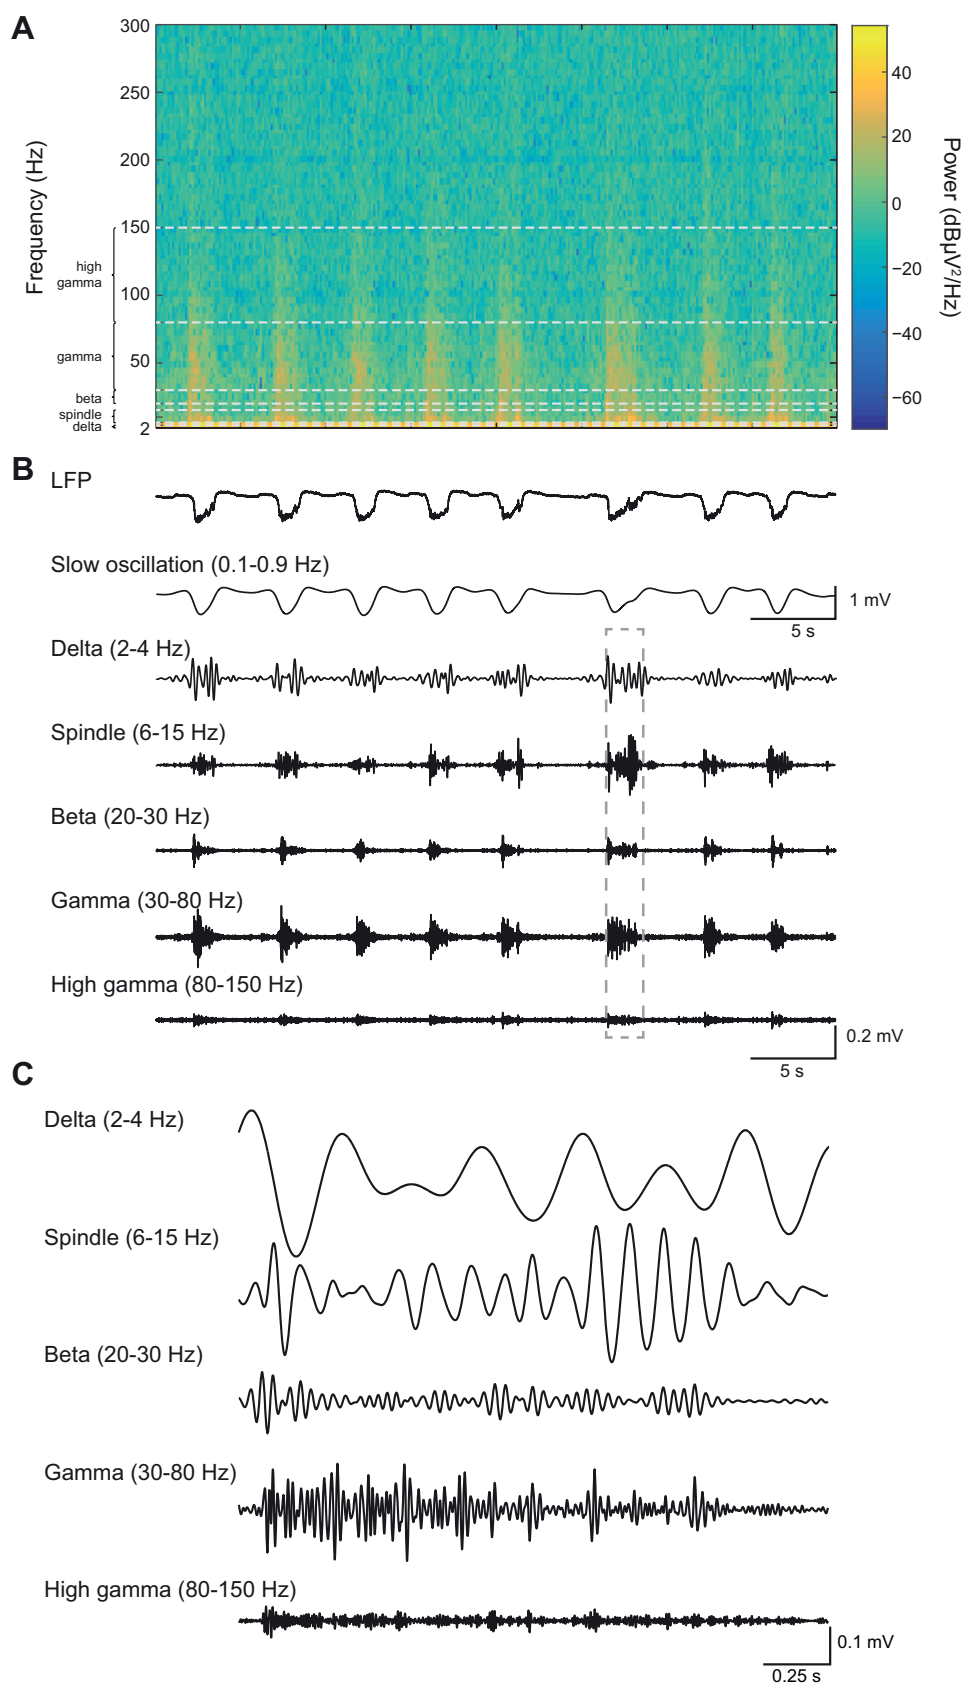 A
300
250
200
150
100
50
2
Frequency (Hz)
high
gamma
gamma
beta
spindle
delta
40
20
0
−20
−40
−60
Power (dBµV²/Hz)
B
LFP
Slow oscillation (0.1-0.9 Hz)
1 mV
5 s
Delta (2-4 Hz)
Spindle (6-15 Hz)
Beta (20-30 Hz)
Gamma (30-80 Hz)
High gamma (80-150 Hz)
0.2 mV
5 s
C
Delta (2-4 Hz)
Spindle (6-15 Hz)
Beta (20-30 Hz)
Gamma (30-80 Hz)
High gamma (80-150 Hz)
0.1 mV
0.25 s